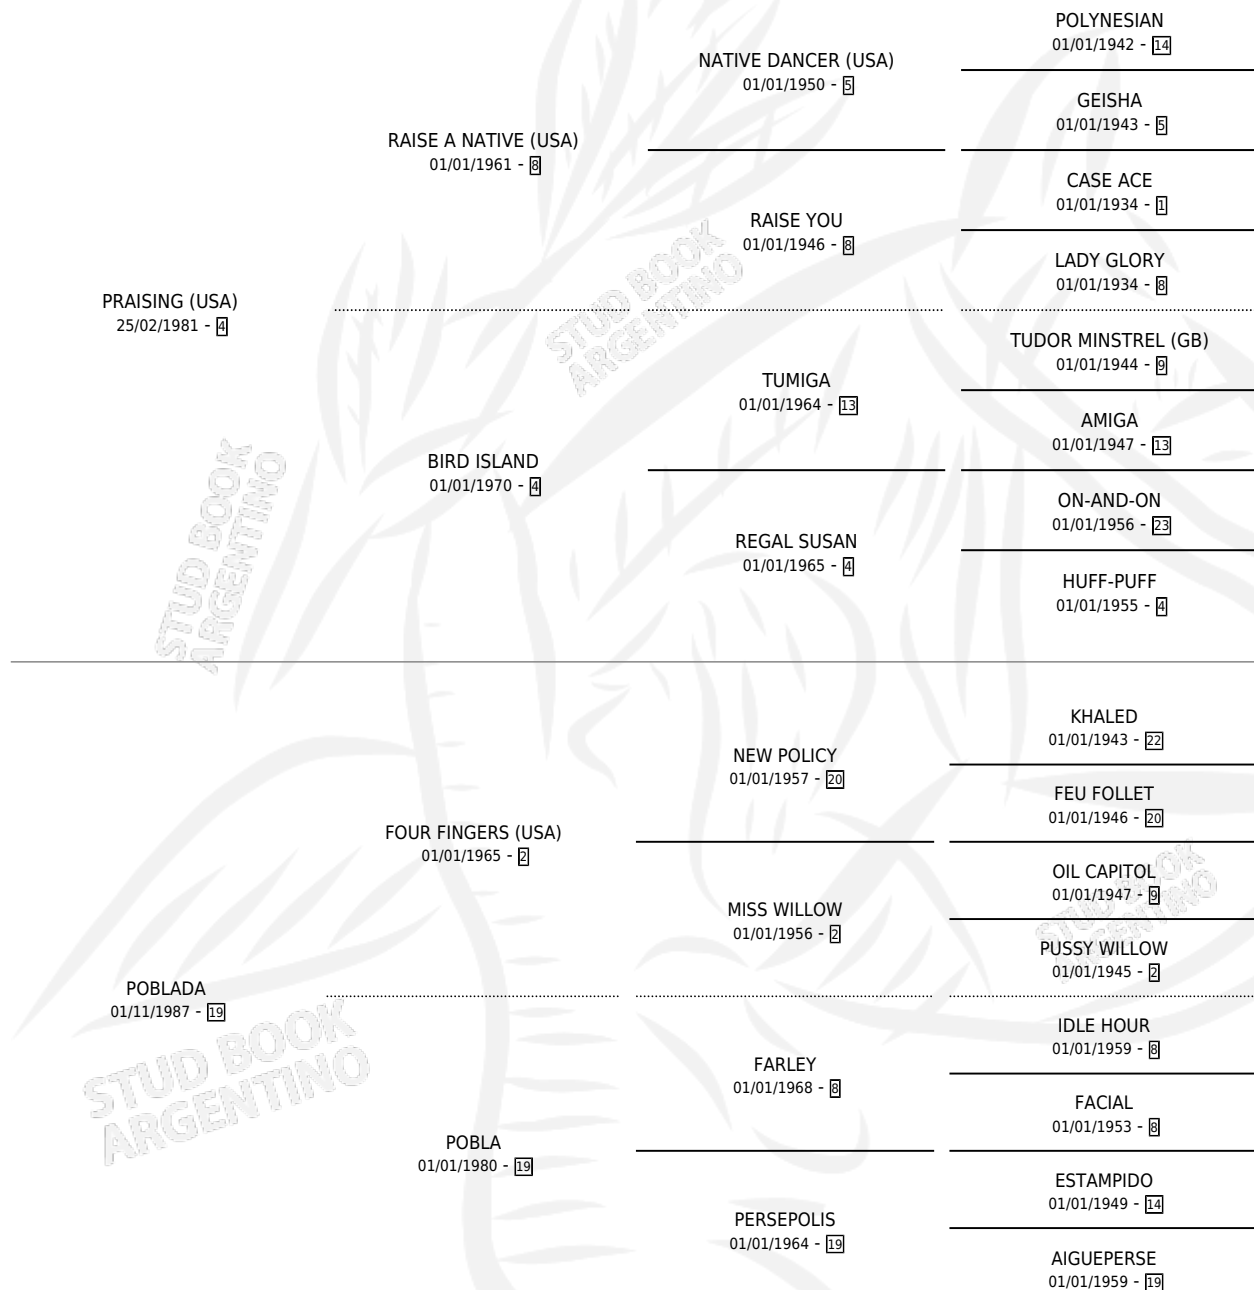 POLYNESIAN
01/01/1942 - 14
NATIVE DANCER (USA)
01/01/1950 - 5
GEISHA
01/01/1943 - 5
RAISE A NATIVE (USA)
01/01/1961 - 8
CASE ACE
01/01/1934 - 1
RAISE YOU
01/01/1946 - 8
LADY GLORY
01/01/1934 - 8
PRAISING (USA)
25/02/1981 - 4
STUD BOOK
ARGENTINO
TUDOR MINSTREL (GB)
01/01/1944 - 9
TUMIGA
01/01/1964 - 13
AMIGA
01/01/1947 - 13
BIRD ISLAND
01/01/1970 - 4
ON-AND-ON
01/01/1956 - 23
REGAL SUSAN
01/01/1965 - 4
HUFF-PUFF
01/01/1955 - 4
STUD BOOK
ARGENTINO
KHALED
01/01/1943 - 22
NEW POLICY
01/01/1957 - 20
FEU FOLLET
01/01/1946 - 20
FOUR FINGERS (USA)
01/01/1965 - 2
OIL CAPITOL
01/01/1947 - 9
MISS WILLOW
01/01/1956 - 2
PUSSY WILLOW
01/01/1945 - 2
STUD BOOK
ARGENTINO
POBLADA
01/11/1987 - 19
IDLE HOUR
01/01/1959 - 8
FARLEY
01/01/1968 - 8
FACIAL
01/01/1953 - 8
STUD BOOK
ARGENTINO
POBLA
01/01/1980 - 19
ESTAMPIDO
01/01/1949 - 14
PERSEPOLIS
01/01/1964 - 19
AIGUEPERSE
01/01/1959 - 19